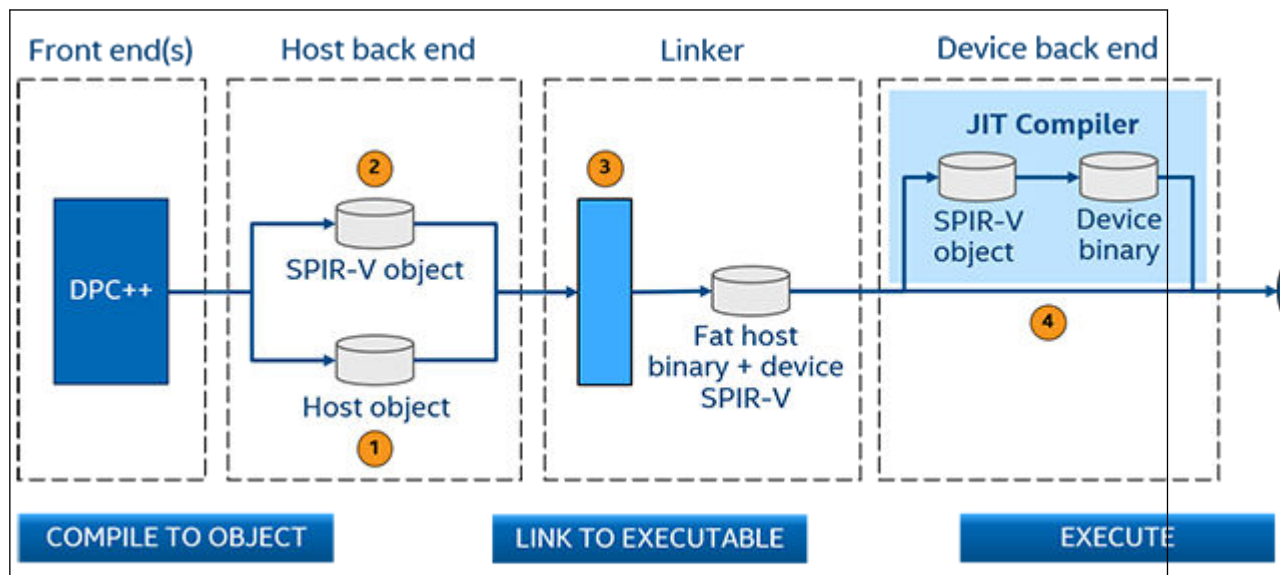 Front end(s)
Host back end
Linker
Device back end
DPC++
2
SPIR-V object
Host object
1
3
Fat host
binary + device
SPIR-V
JIT Compiler
SPIR-V
object
Device
binary
4
COMPILE TO OBJECT
LINK TO EXECUTABLE
EXECUTE